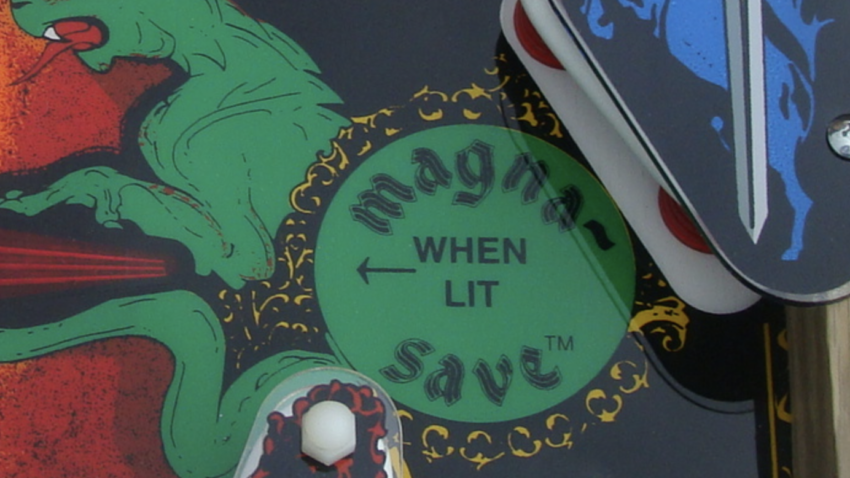 magna-
← WHEN
LIT
save™